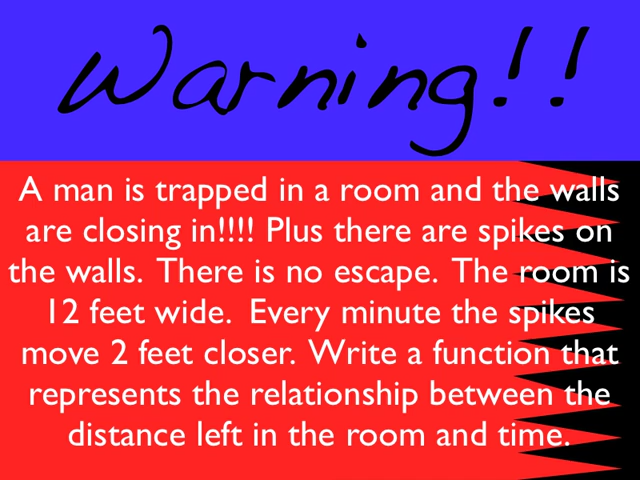 Warning!!
A man is trapped in a room and the walls
are closing in!!!! Plus there are spikes on
the walls.  There is no escape.  The room is
12 feet wide.  Every minute the spikes
move 2 feet closer.  Write a function that
represents the relationship between the
distance left in the room and time.